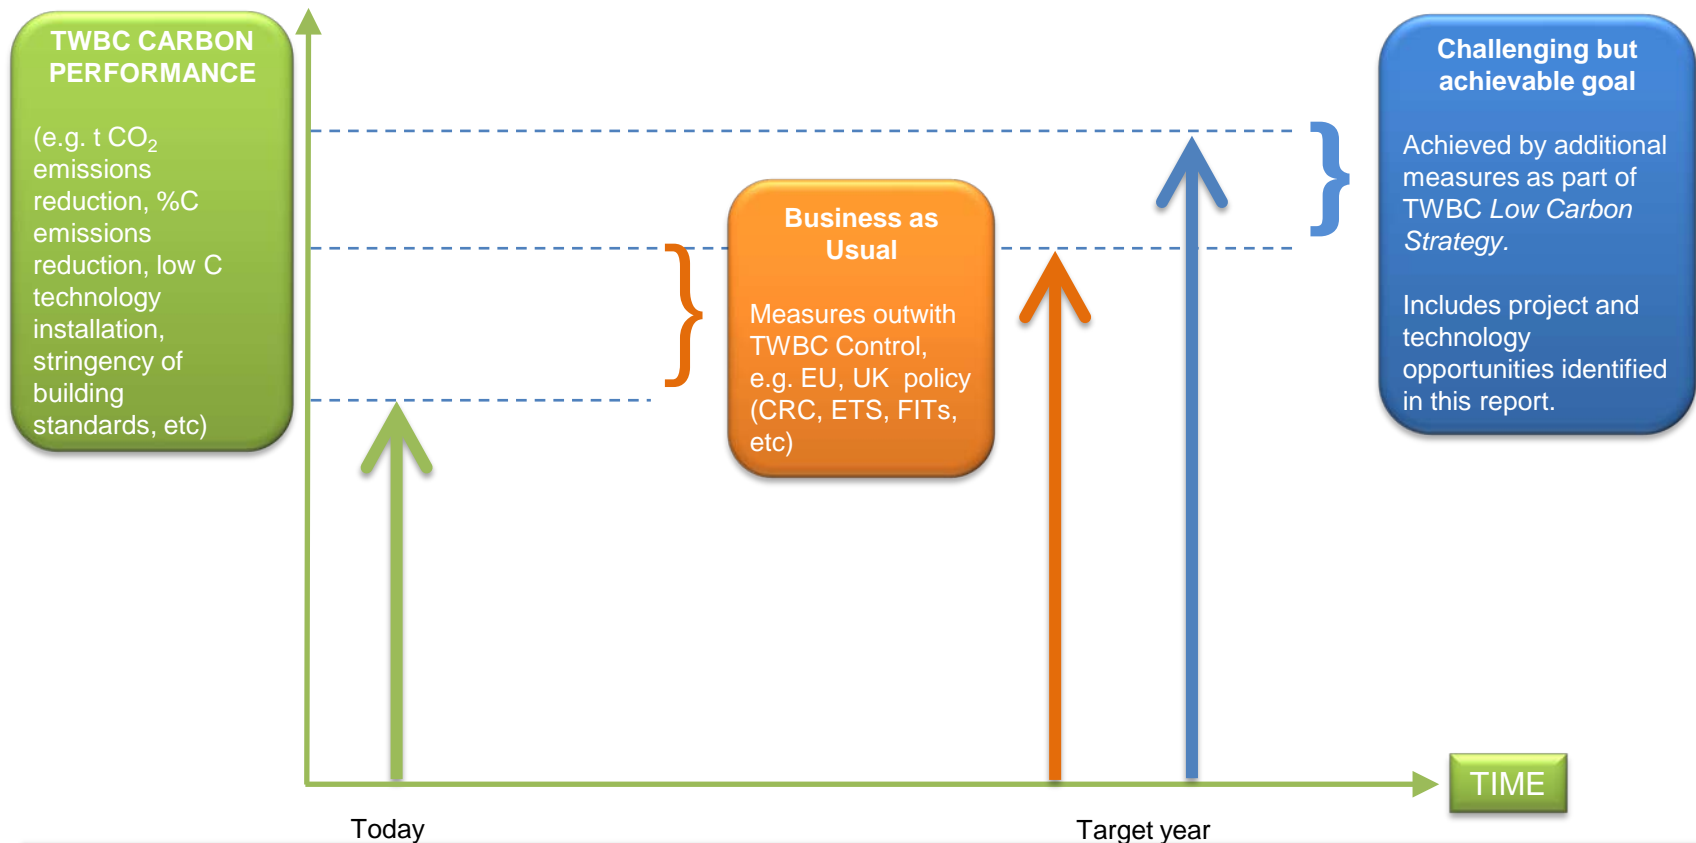 TWBC CARBON
PERFORMANCE
(e.g. t CO₂
emissions
reduction, %C
emissions
reduction, low C
technology
installation,
stringency of
building
standards, etc)
Business as
Usual
Measures outwith
TWBC Control,
e.g. EU, UK policy
(CRC, ETS, FITs,
etc)
Challenging but
achievable goal
Achieved by additional
measures as part of
TWBC Low Carbon
Strategy.
Includes project and
technology
opportunities identified
in this report.
TIME
Today
Target year